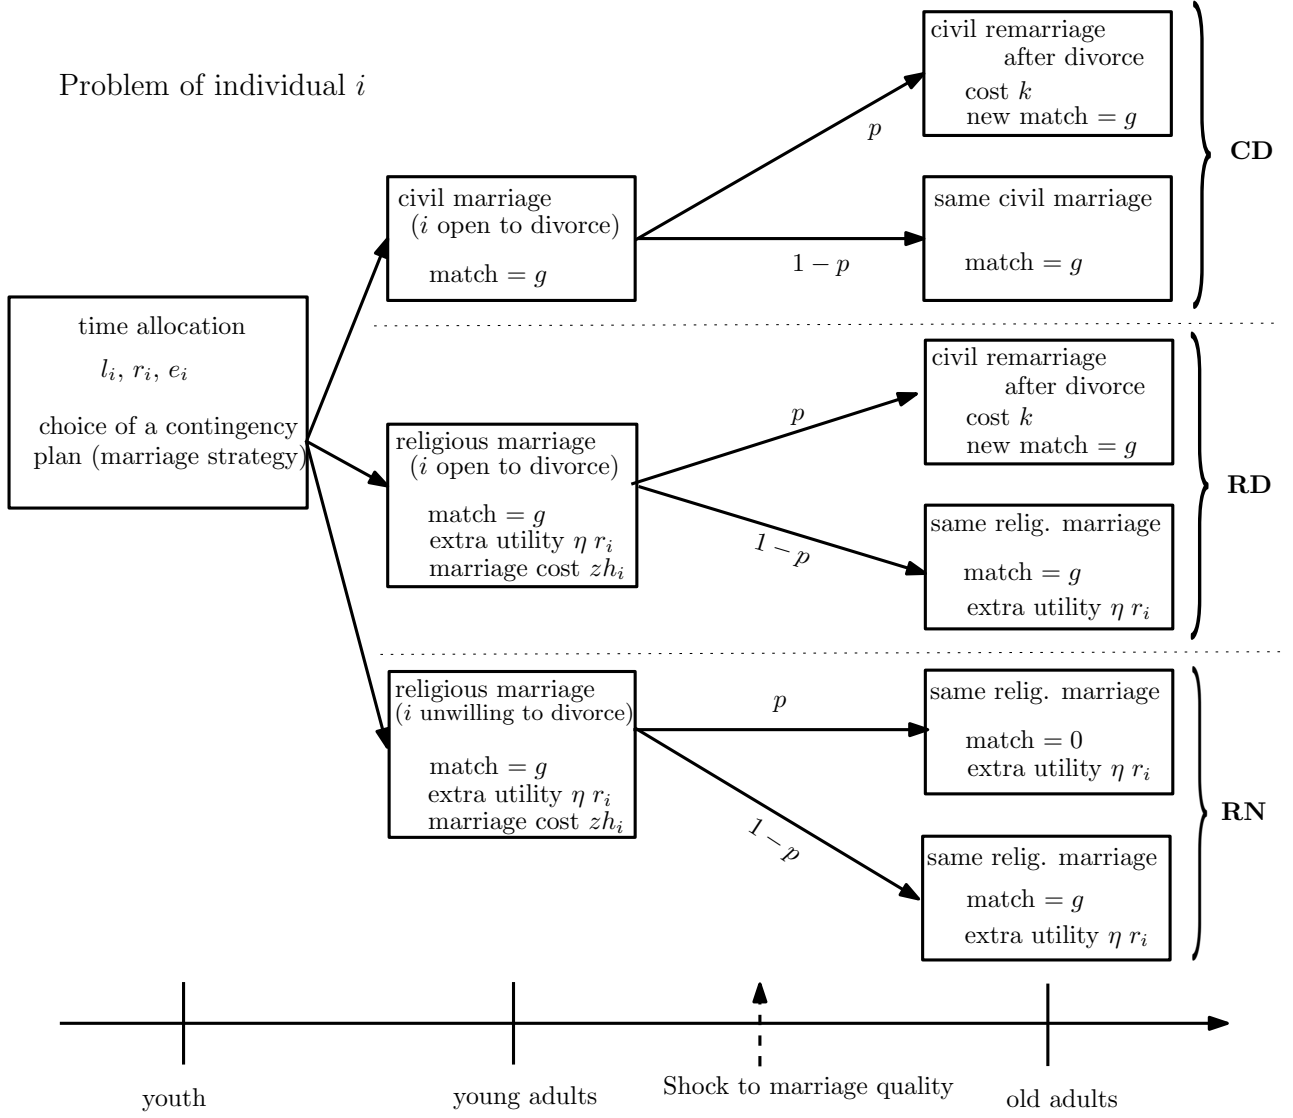 Problem of individual i
time allocation
l_i, r_i, e_i
choice of a contingency
plan (marriage strategy)
civil marriage
(i open to divorce)
match = g
religious marriage
(i open to divorce)
match = g
extra utility η r_i
marriage cost zh_i
religious marriage
(i unwilling to divorce)
match = g
extra utility η r_i
marriage cost zh_i
p
1 − p
p
1 − p
p
1 − p
civil remarriage
after divorce
cost k
new match = g
same civil marriage
match = g
CD
civil remarriage
after divorce
cost k
new match = g
same relig. marriage
match = g
extra utility η r_i
RD
same relig. marriage
match = 0
extra utility η r_i
same relig. marriage
match = g
extra utility η r_i
RN
youth
young adults
Shock to marriage quality
old adults